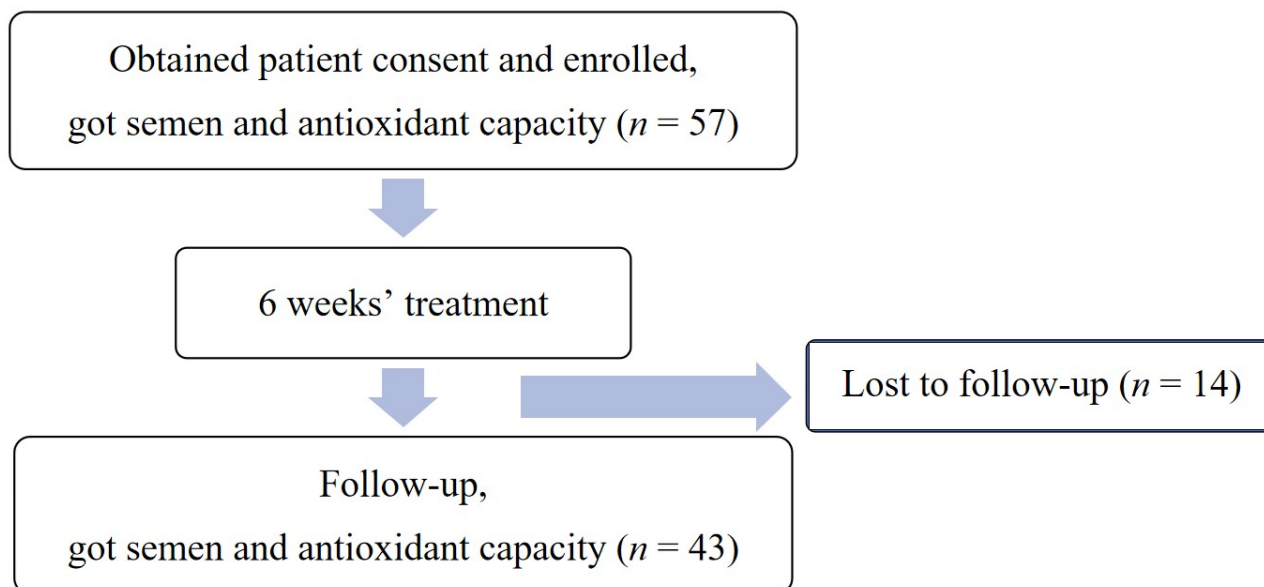 Obtained patient consent and enrolled,
got semen and antioxidant capacity (n = 57)
6 weeks’ treatment
Lost to follow-up (n = 14)
Follow-up,
got semen and antioxidant capacity (n = 43)